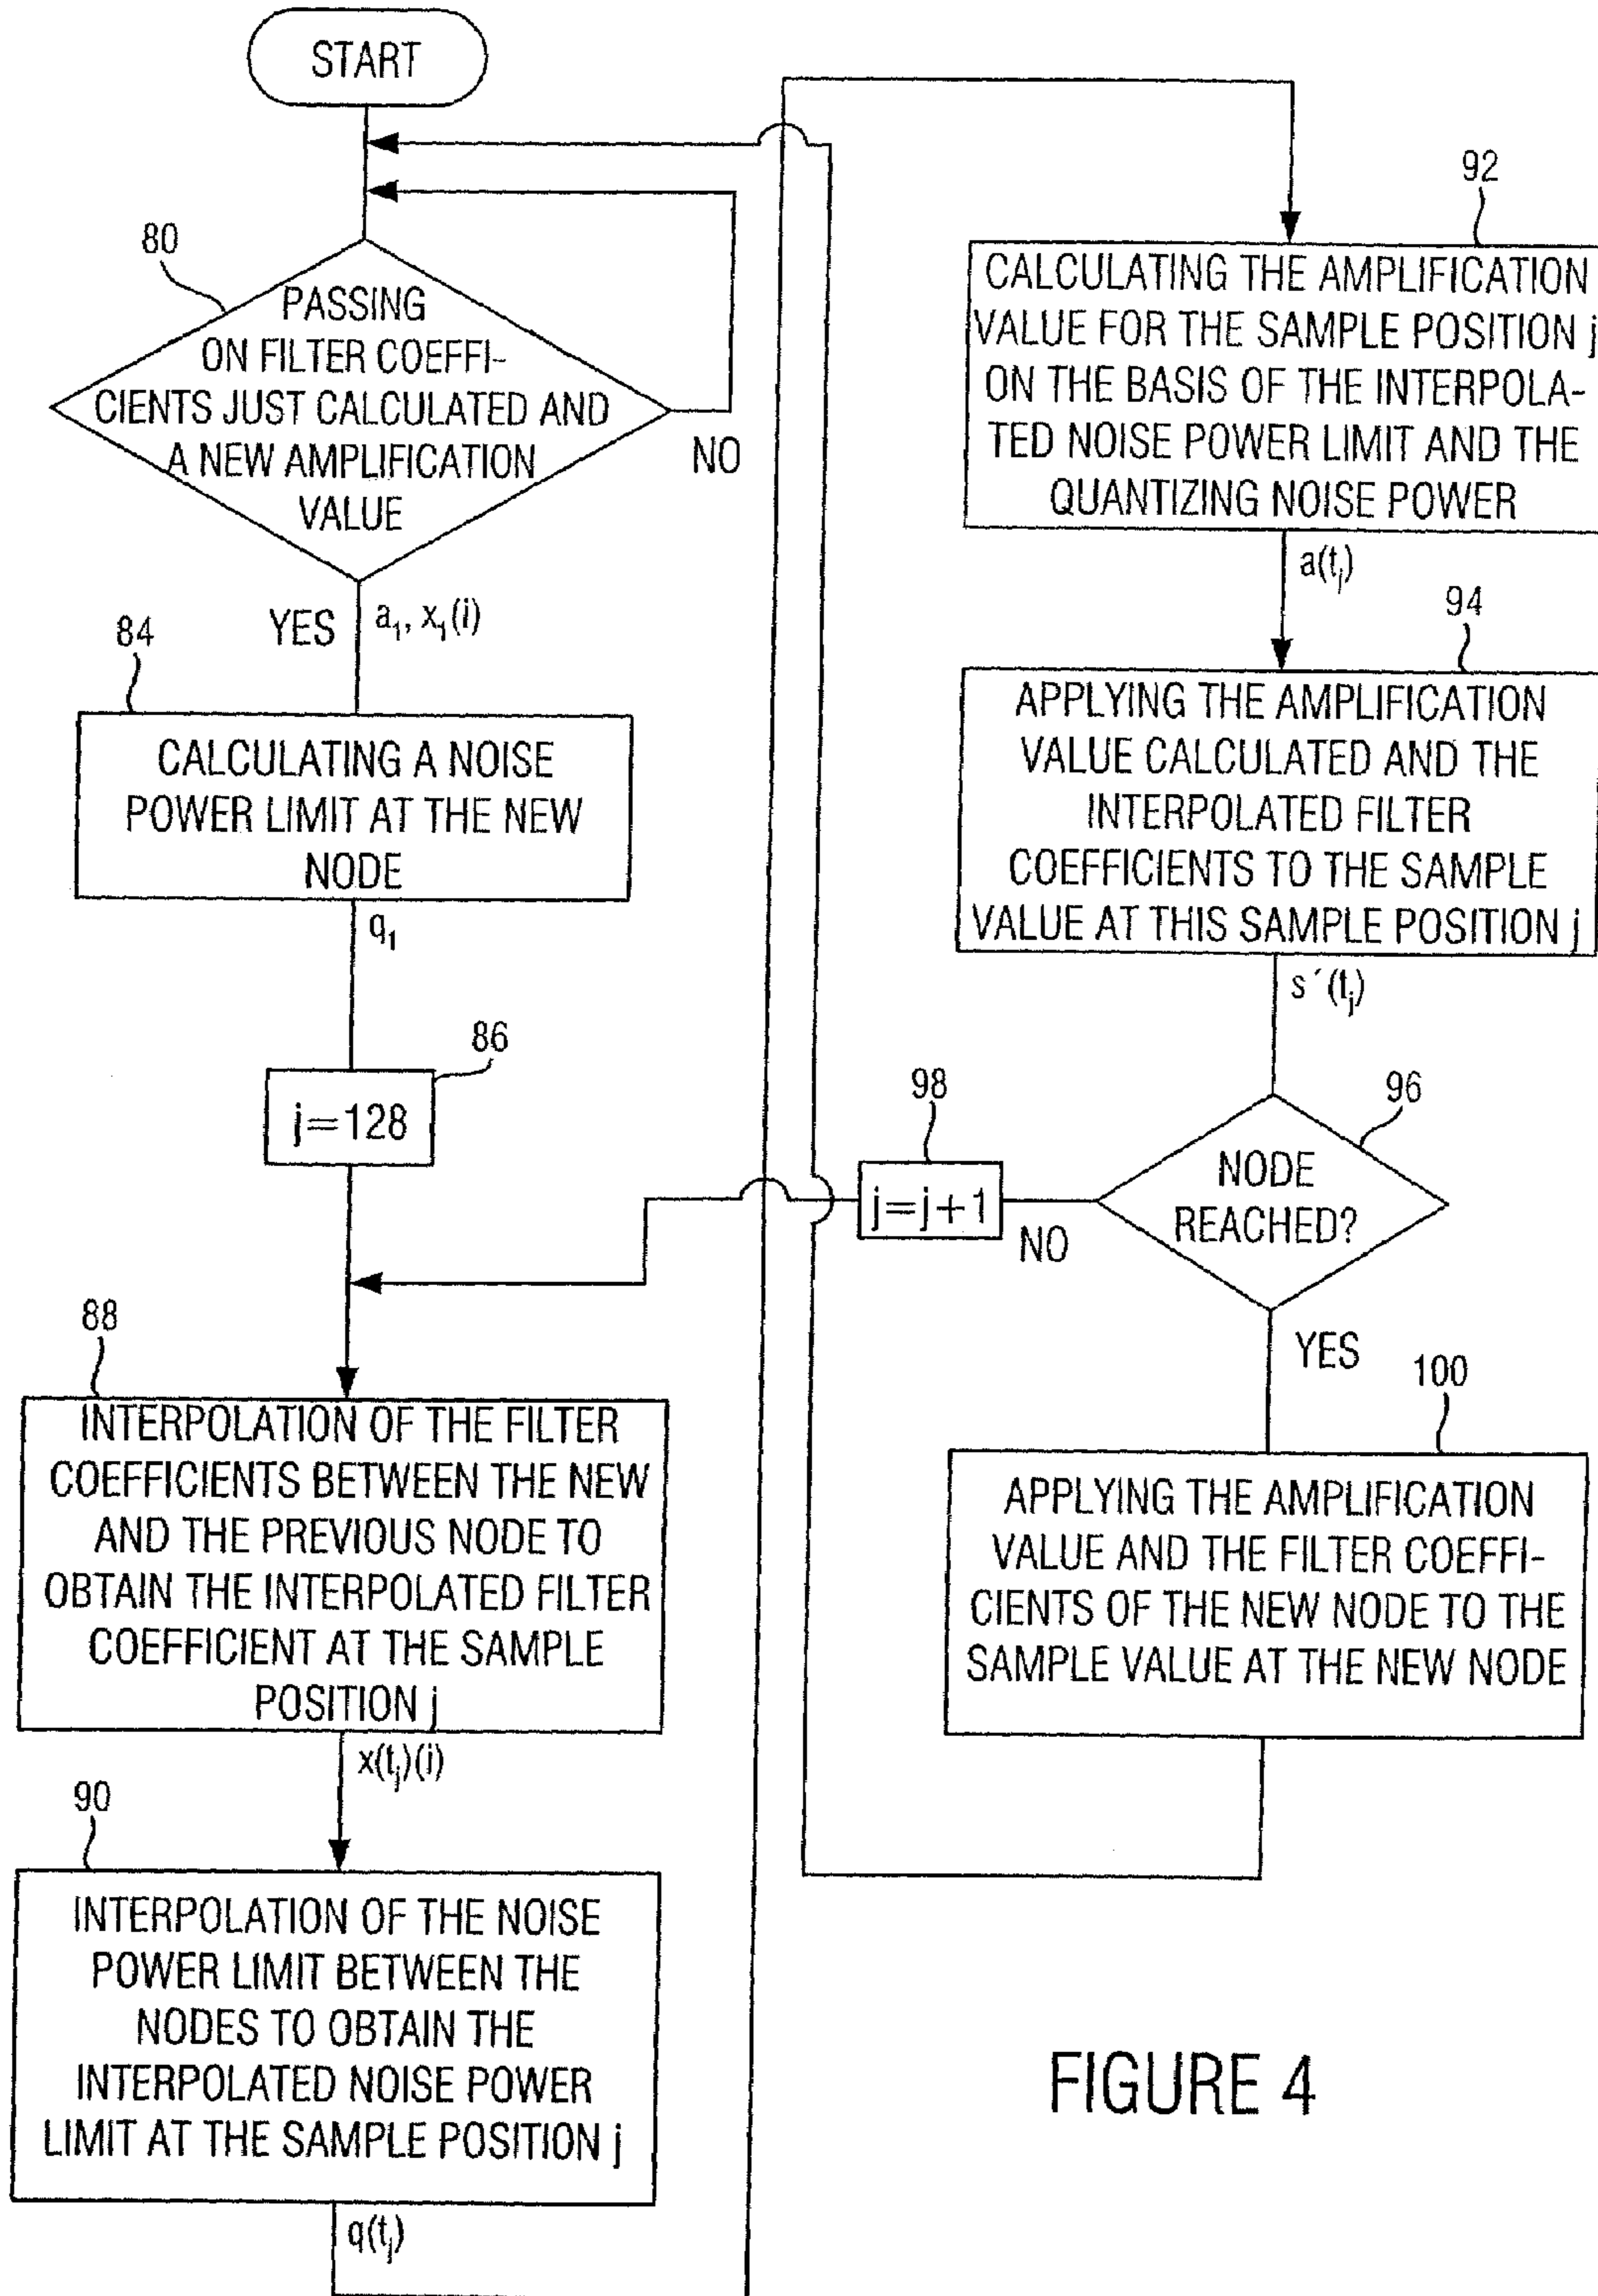 START
80
PASSING
ON FILTER COEFFI-
CIENTS JUST CALCULATED AND
A NEW AMPLIFICATION
VALUE
NO
YES
a₁, x₁(i)
84
CALCULATING A NOISE
POWER LIMIT AT THE NEW
NODE
q₁
86
j=128
88
INTERPOLATION OF THE FILTER
COEFFICIENTS BETWEEN THE NEW
AND THE PREVIOUS NODE TO
OBTAIN THE INTERPOLATED FILTER
COEFFICIENT AT THE SAMPLE
POSITION j
x(tⱼ)(i)
90
INTERPOLATION OF THE NOISE
POWER LIMIT BETWEEN THE
NODES TO OBTAIN THE
INTERPOLATED NOISE POWER
LIMIT AT THE SAMPLE POSITION j
q(tⱼ)
92
CALCULATING THE AMPLIFICATION
VALUE FOR THE SAMPLE POSITION j
ON THE BASIS OF THE INTERPOLA-
TED NOISE POWER LIMIT AND THE
QUANTIZING NOISE POWER
a(tⱼ)
94
APPLYING THE AMPLIFICATION
VALUE CALCULATED AND THE
INTERPOLATED FILTER
COEFFICIENTS TO THE SAMPLE
VALUE AT THIS SAMPLE POSITION j
s´(tⱼ)
96
NODE
REACHED?
NO
98
j=j+1
YES
100
APPLYING THE AMPLIFICATION
VALUE AND THE FILTER COEFFI-
CIENTS OF THE NEW NODE TO THE
SAMPLE VALUE AT THE NEW NODE
FIGURE 4